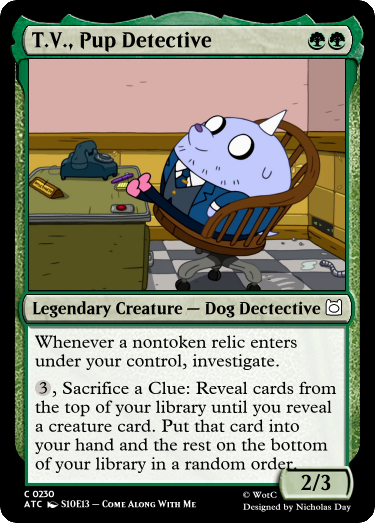 T.V., Pup Detective
Legendary Creature — Dog Dectective
Whenever a nontoken relic enters
under your control, investigate.
3, Sacrifice a Clue: Reveal cards from
the top of your library until you reveal
a creature card. Put that card into
your hand and the rest on the bottom
of your library in a random order.
2/3
C 0230
ATC S10E13 – Come Along With Me
© WotC
Designed by Nicholas Day